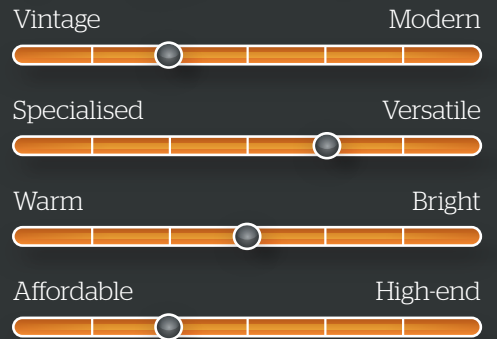 Vintage Modern
Specialised Versatile
Warm Bright
Affordable High-end